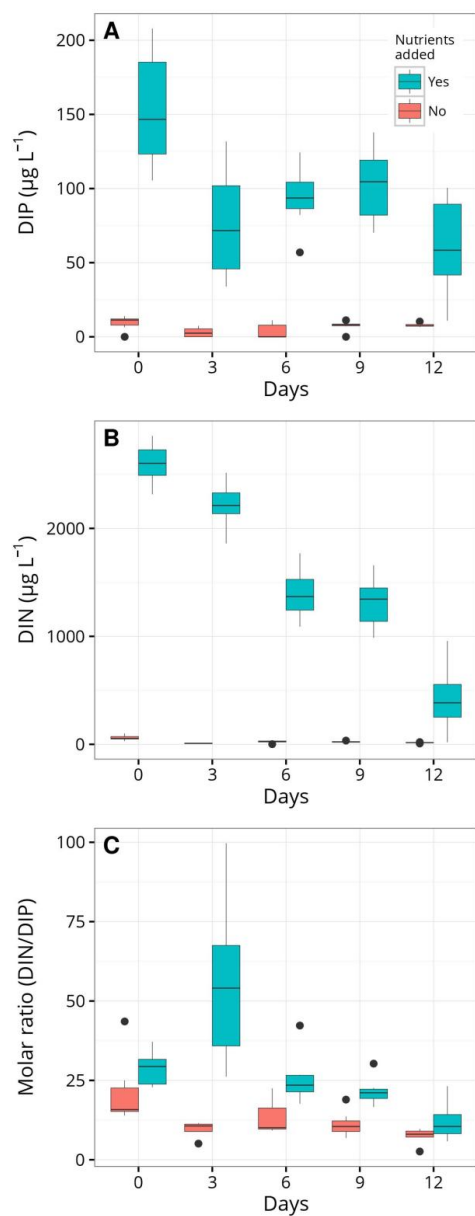 A
Nutrients
added
Yes
No
200
150
100
50
0
DIP (µg L⁻¹)
0 3 6 9 12
Days
B
2000
1000
0
DIN (µg L⁻¹)
0 3 6 9 12
Days
C
100
75
50
25
0
Molar ratio (DIN/DIP)
0 3 6 9 12
Days